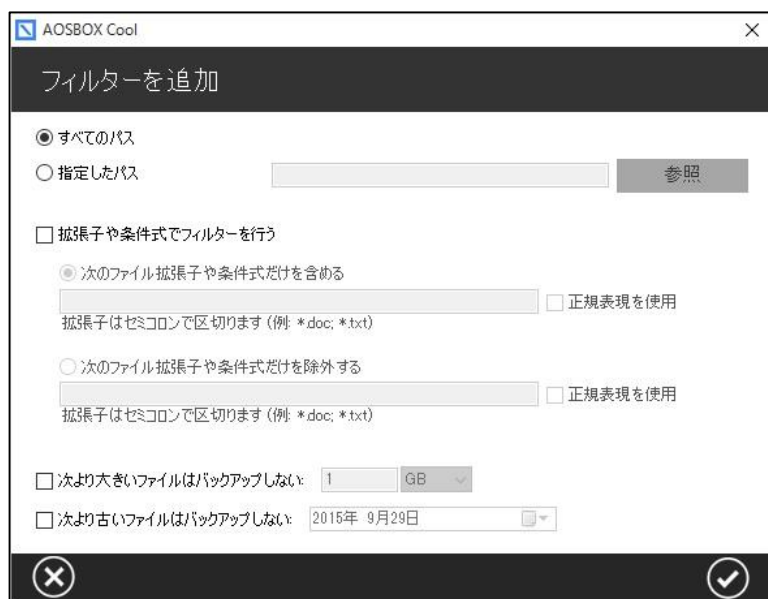 AOSBOX Cool
フィルターを追加
すべてのパス
指定したパス 参照
拡張子や条件式でフィルターを行う
次のファイル拡張子や条件式だけを含める
正規表現を使用
拡張子はセミコロンで区切ります (例: *.doc; *.txt)
次のファイル拡張子や条件式だけを除外する
正規表現を使用
拡張子はセミコロンで区切ります (例: *.doc; *.txt)
次より大きいファイルはバックアップしない: 1 GB
次より古いファイルはバックアップしない: 2015年 9月29日